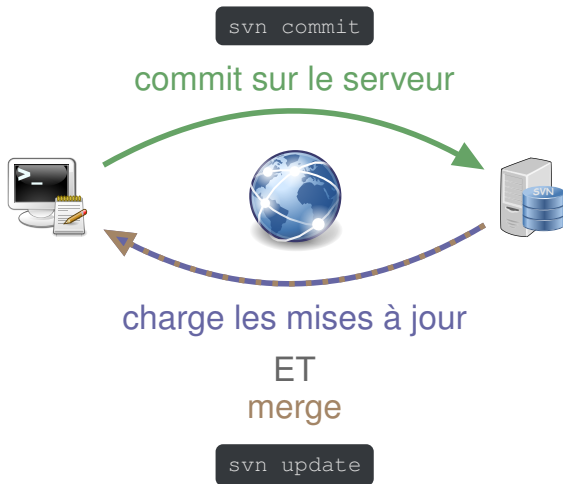 svn commit
commit sur le serveur
>_
SVN
charge les mises à jour
ET
merge
svn update